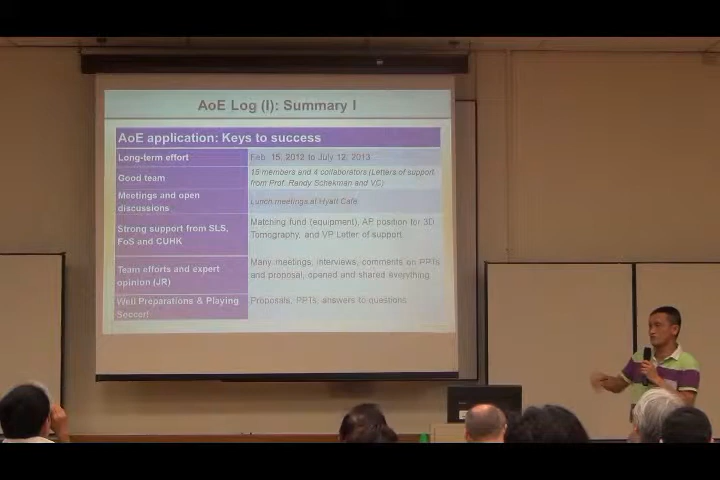 AoE Log (I): Summary I
AoE application: Keys to success
Long-term effort
Feb. 15, 2012 to July 12, 2013
Good team
15 members and 4 collaborators (Letters of support
from Prof. Randy Schekman and VC)
Meetings and open
discussions
Lunch meetings at Hyatt Cafe
Strong support from SLS,
FoS and CUHK
Matching fund (equipment), AP position for 3D
Tomography, and VP Letter of support
Team efforts and expert
opinion (JR)
Many meetings, interviews, comments on PPTs
and proposal, opened and shared everything
Well Preparations & Playing
Soccer!
Proposals, PPTs, answers to questions